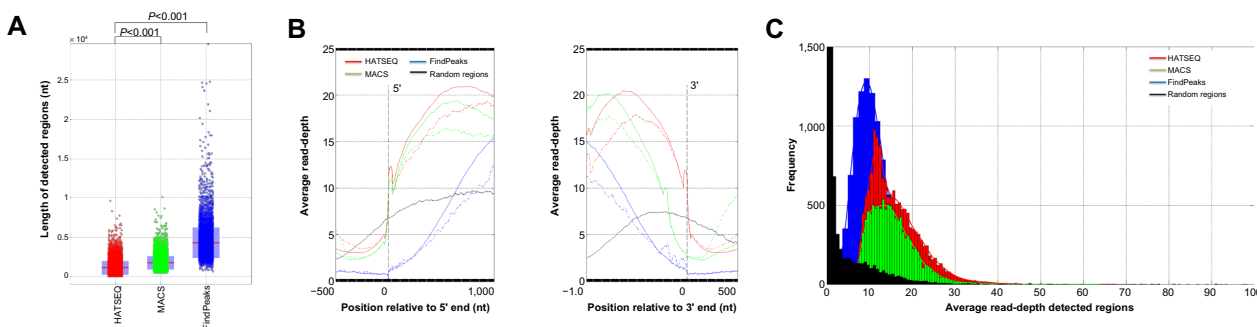 A
P<0.001
P<0.001
× 10⁴
Length of detected regions (nt)
2.5
2.0
1.5
1.0
0.5
0
HATSEQ
MACS
FindPeaks
B
Average read-depth
25
20
15
10
5
0
HATSEQ
MACS
FindPeaks
Random regions
5'
−500
0
1,000
Position relative to 5' end (nt)
Average read-depth
25
20
15
10
5
0
3'
−1.0
0
500
Position relative to 3' end (nt)
C
Frequency
1,500
1,000
500
0
HATSEQ
MACS
FindPeaks
Random regions
0
10
20
30
40
50
60
70
80
90
100
Average read-depth detected regions